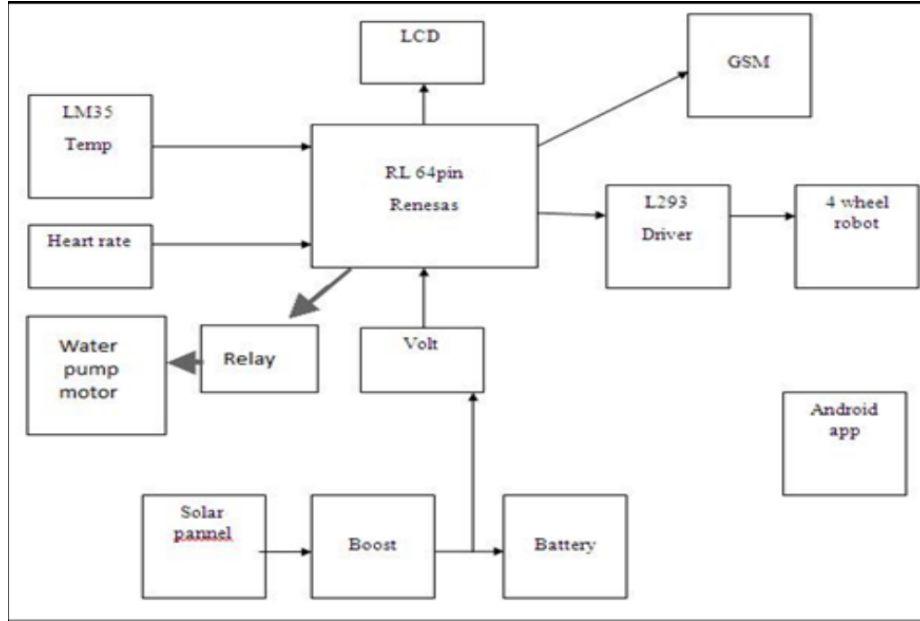 LCD
GSM
LM35
Temp
RL 64pin
Renesas
L293
Driver
4 wheel
robot
Heart rate
Water
pump
motor
Relay
Volt
Android
app
Solar
pannel
Boost
Battery